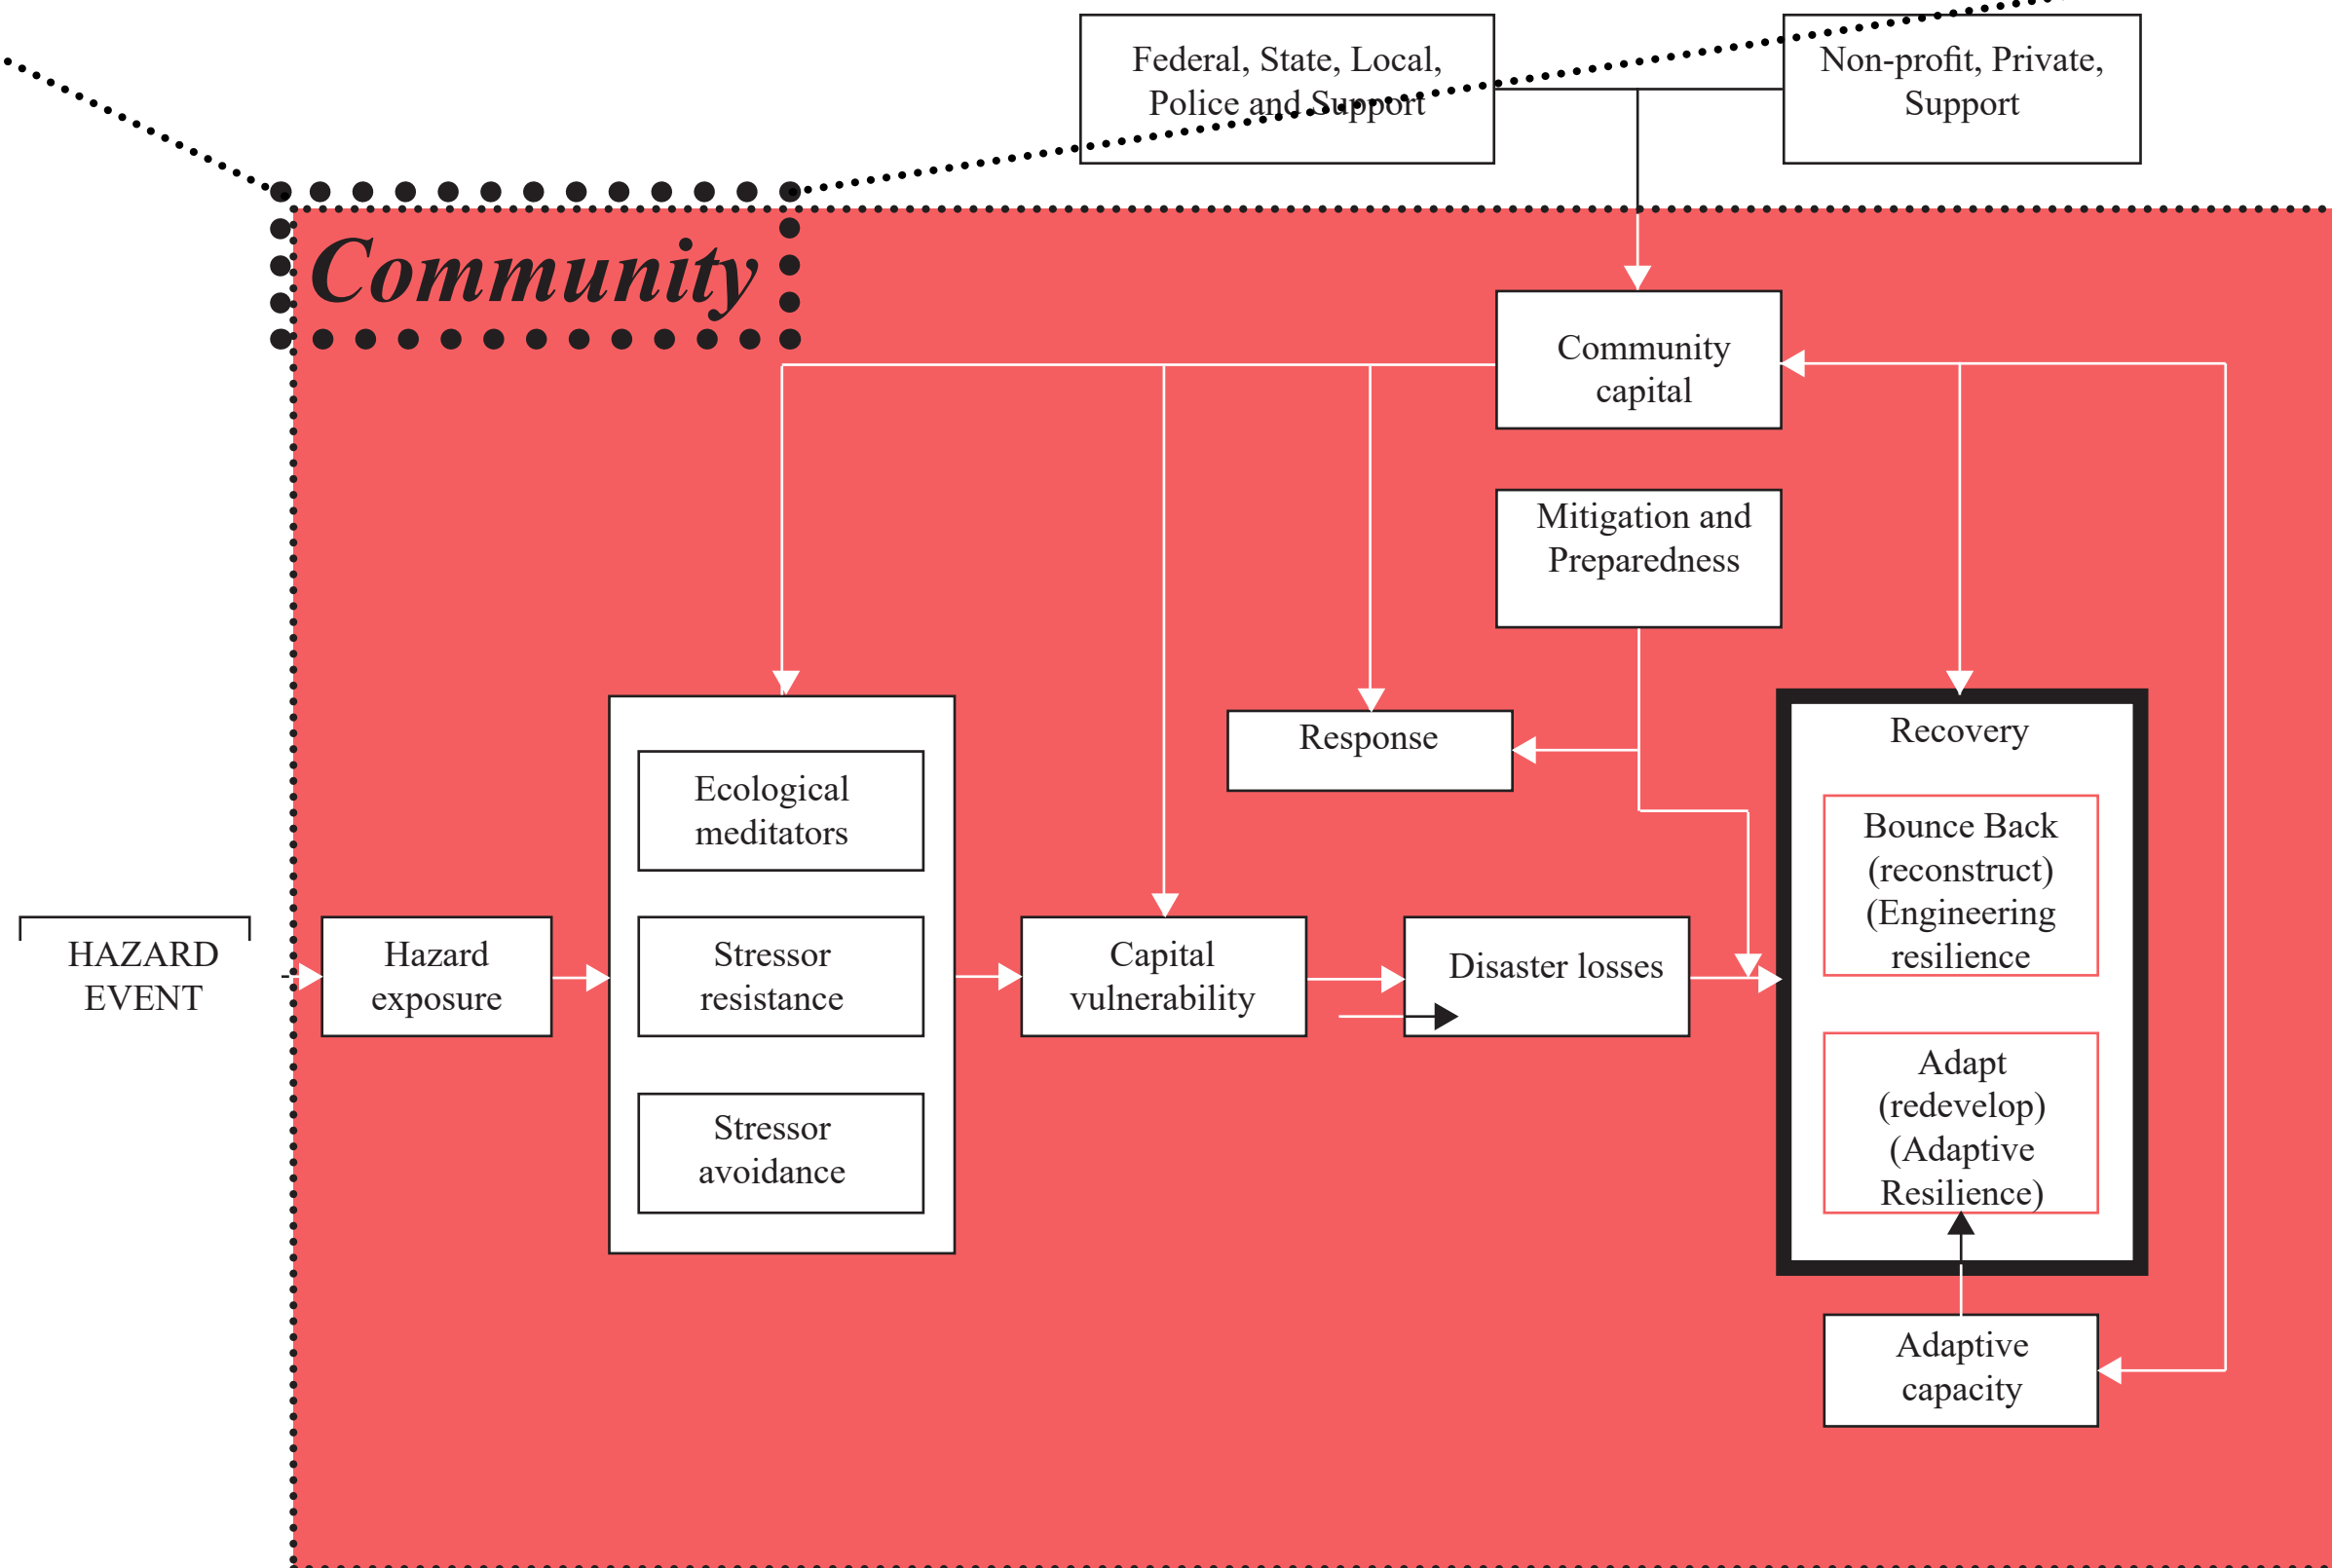 Federal, State, Local,
Police and Support
Non-profit, Private,
Support
Community
Community
capital
Mitigation and
Preparedness
Response
Recovery
Ecological
meditators
Bounce Back
(reconstruct)
(Engineering
resilience
HAZARD
EVENT
Hazard
exposure
Stressor
resistance
Capital
vulnerability
Disaster losses
Adapt
(redevelop)
(Adaptive
Resilience)
Stressor
avoidance
Adaptive
capacity